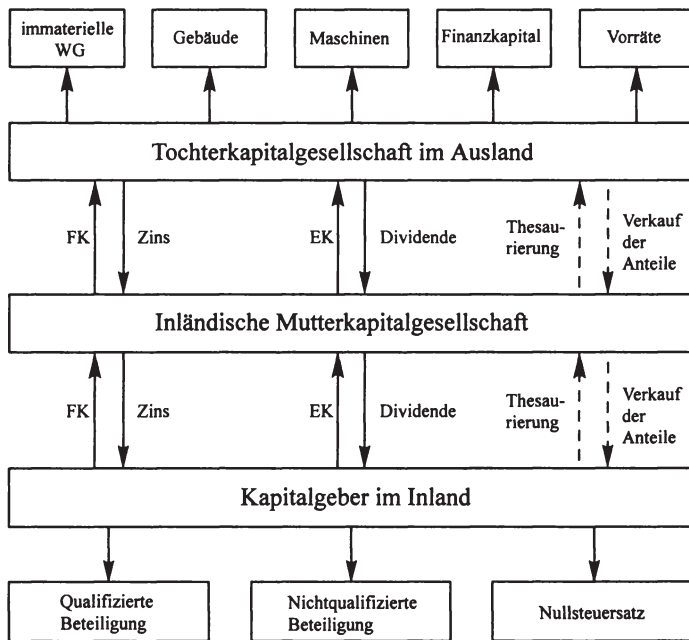 immaterielle
WG
Gebäude
Maschinen
Finanzkapital
Vorräte
Tochterkapitalgesellschaft im Ausland
FK
Zins
EK
Dividende
Thesau-
rierung
Verkauf
der
Anteile
Inländische Mutterkapitalgesellschaft
FK
Zins
EK
Dividende
Thesau-
rierung
Verkauf
der
Anteile
Kapitalgeber im Inland
Qualifizierte
Beteiligung
Nichtqualifizierte
Beteiligung
Nullsteuersatz